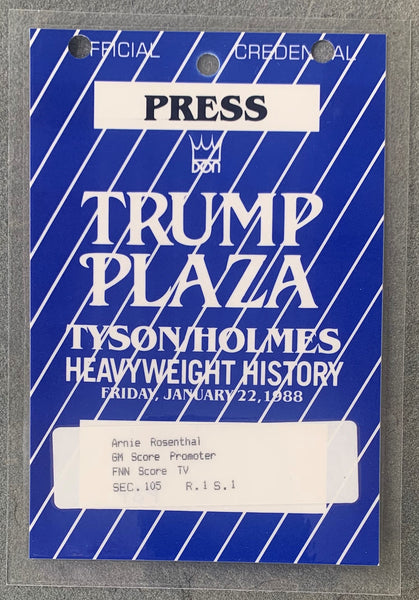 OFFICIAL CREDENTIAL
PRESS
DON
TRUMP
PLAZA
TYSON/HOLMES
HEAVYWEIGHT HISTORY
FRIDAY, JANUARY 22, 1988
Arnie Rosenthal
GM Score Promoter
FNN Score TV
SEC. 105 R. 1 S. 1